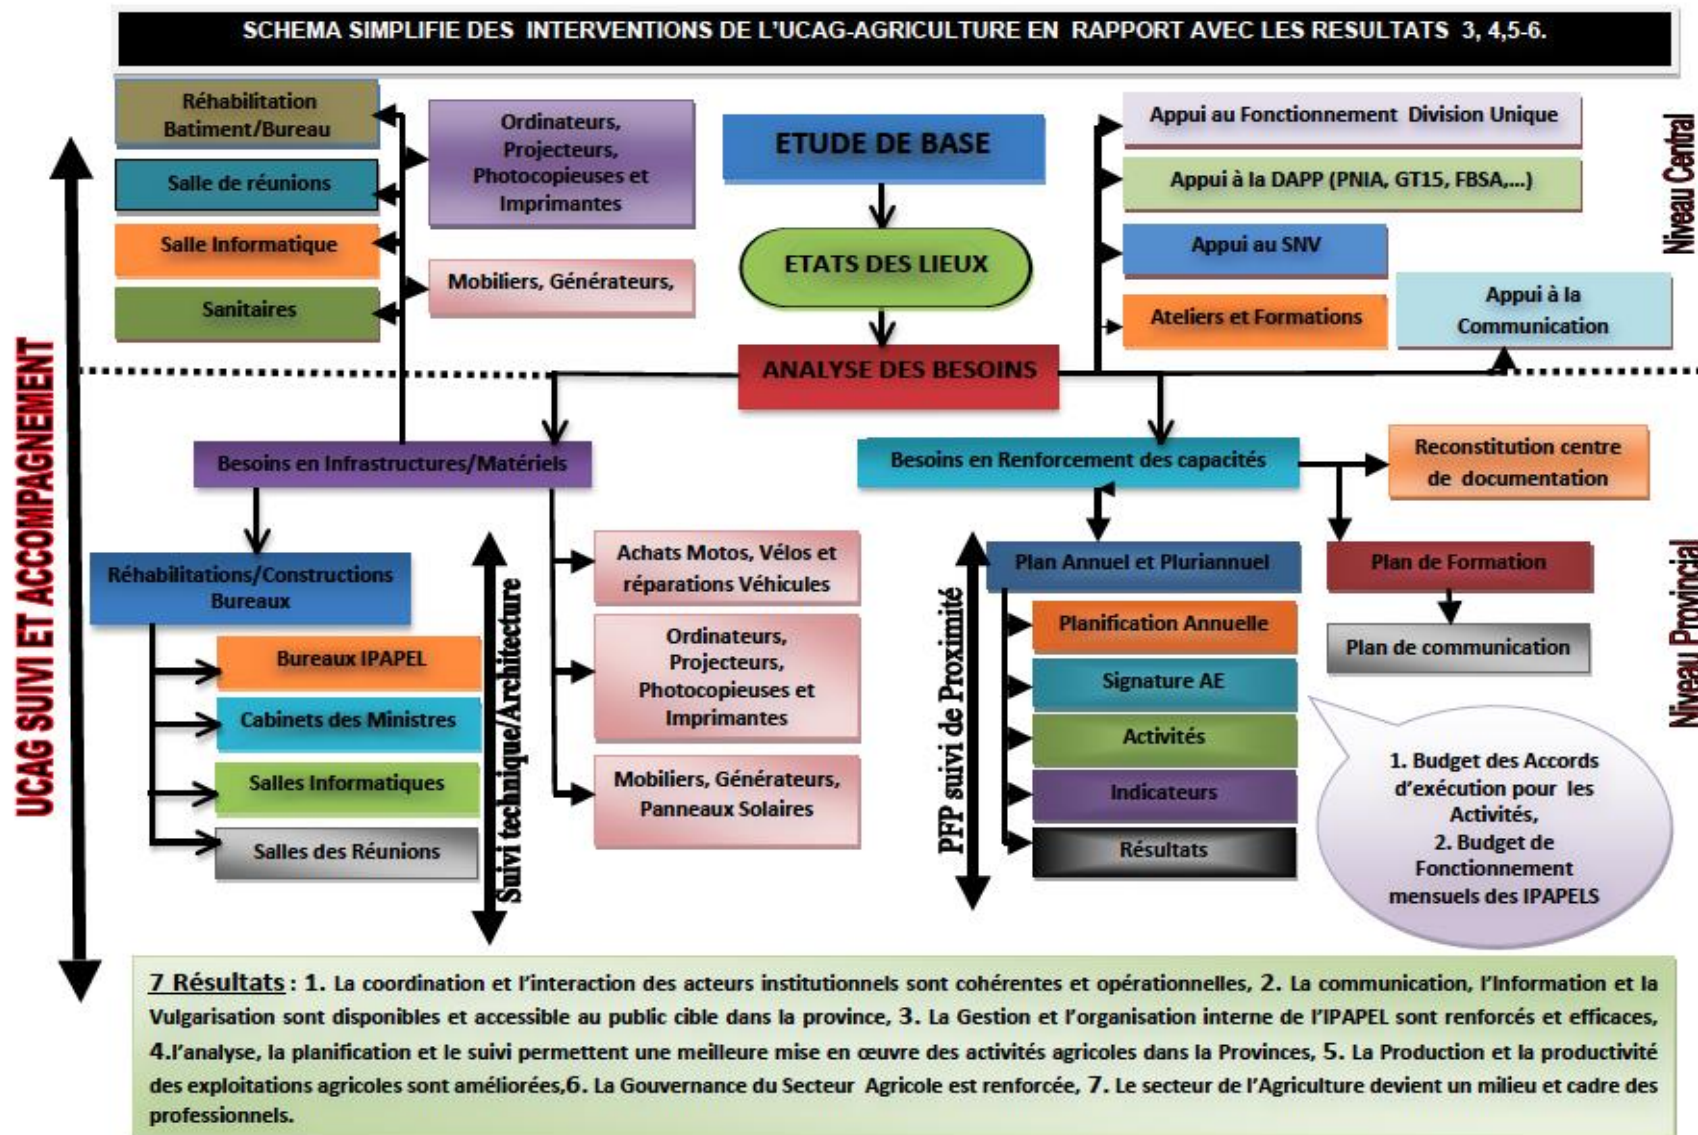 SCHEMA SIMPLIFIE DES INTERVENTIONS DE L'UCAG-AGRICULTURE EN RAPPORT AVEC LES RESULTATS 3, 4,5-6.
Réhabilitation
Batiment/Bureau
Salle de réunions
Salle Informatique
Sanitaires
Ordinateurs,
Projecteurs,
Photocopieuses et
Imprimantes
Mobiliers, Générateurs,
ETUDE DE BASE
ETATS DES LIEUX
ANALYSE DES BESOINS
Appui au Fonctionnement Division Unique
Appui à la DAPP (PNIA, GT15, FBSA,...)
Appui au SNV
Ateliers et Formations
Appui à la
Communication
Niveau Central
UCAG SUIVI ET ACCOMPAGNEMENT
Besoins en Infrastructures/Matériels
Besoins en Renforcement des capacités
Reconstitution centre
de documentation
Réhabilitations/Constructions
Bureaux
Bureaux IPAPEL
Cabinets des Ministres
Salles Informatiques
Salles des Réunions
Suivi technique/Architecture
Achats Motos, Vélos et
réparations Véhicules
Ordinateurs,
Projecteurs,
Photocopieuses et
Imprimantes
Mobiliers, Générateurs,
Panneaux Solaires
PFP suivi de Proximité
Plan Annuel et Pluriannuel
Planification Annuelle
Signature AE
Activités
Indicateurs
Résultats
Plan de Formation
Plan de communication
Niveau Provincial
1. Budget des Accords
d'exécution pour les
Activités,
2. Budget de
Fonctionnement
mensuels des IPAPELS
7 Résultats : 1. La coordination et l'interaction des acteurs institutionnels sont cohérentes et opérationnelles, 2. La communication, l'Information et la
Vulgarisation sont disponibles et accessible au public cible dans la province, 3. La Gestion et l'organisation interne de l'IPAPEL sont renforcés et efficaces,
4.l'analyse, la planification et le suivi permettent une meilleure mise en œuvre des activités agricoles dans la Provinces, 5. La Production et la productivité
des exploitations agricoles sont améliorées,6. La Gouvernance du Secteur Agricole est renforcée, 7. Le secteur de l'Agriculture devient un milieu et cadre des
professionnels.